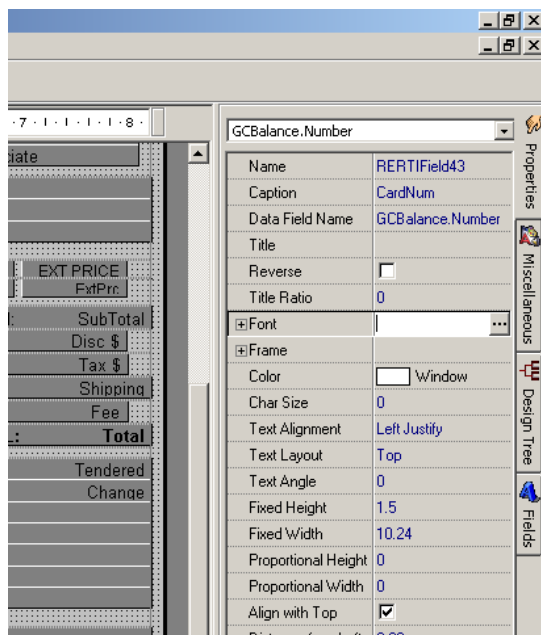 7 8
GCBalance.Number
iate
Name RERTIField43
Caption CardNum
Data Field Name GCBalance.Number
Title
Reverse
EXT PRICE
ExtPrc
Title Ratio 0
SubTotal
Font ...
Disc $
Frame
Tax $
Color Window
Shipping
Char Size 0
Fee
Text Alignment Left Justify
L: Total
Text Layout Top
Tendered
Text Angle 0
Change
Fixed Height 1.5
Fixed Width 10.24
Proportional Height 0
Proportional Width 0
Align with Top
Properties
Miscellaneous
Design Tree
Fields